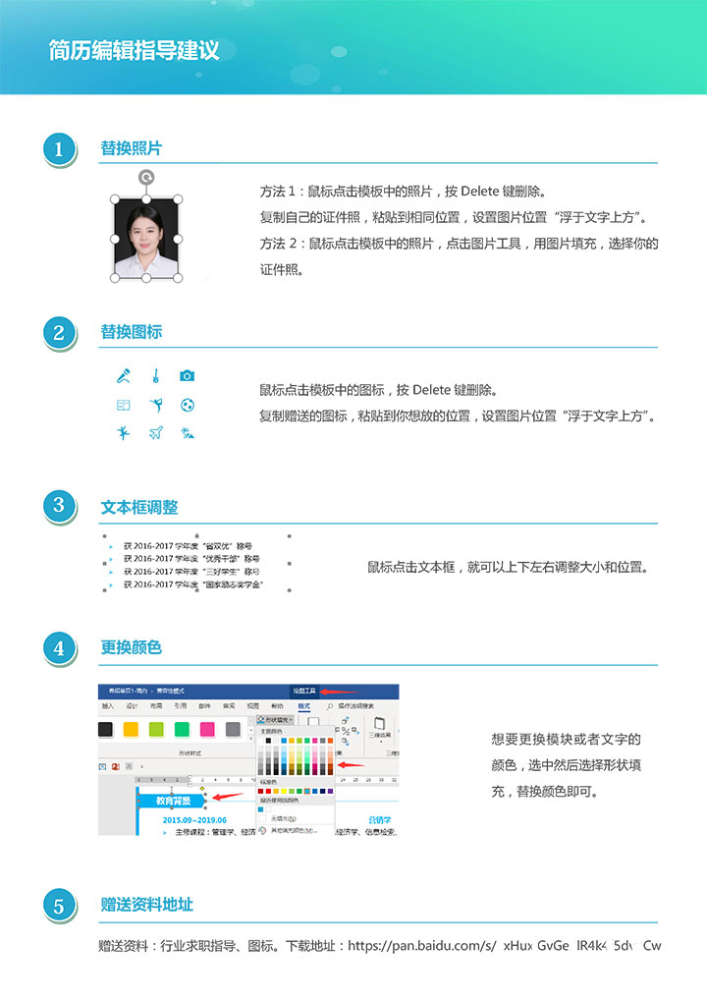 简历编辑指导建议
1
替换照片
方法 1：鼠标点击模板中的照片，按 Delete 键删除。
复制自己的证件照，粘贴到相同位置，设置图片位置“浮于文字上方”。
方法 2：鼠标点击模板中的照片，点击图片工具，用图片填充，选择你的
证件照。
2
替换图标
鼠标点击模板中的图标，按 Delete 键删除。
复制赠送的图标，粘贴到你想放的位置，设置图片位置“浮于文字上方”。
3
文本框调整
获 2016-2017 学年度“省双优”称号
获 2016-2017 学年度“优秀干部”称号
获 2016-2017 学年度“三好学生”称号
获 2016-2017 学年度“国家励志奖学金”
鼠标点击文本框，就可以上下左右调整大小和位置。
4
更换颜色
兼容性模式
绘图工具
插入 设计 布局 引用 邮件 审阅 视图 帮助 格式 操作说明搜索
形状填充
主题颜色
三维效果
形状样式
标准色
最近使用的颜色
无填充(N)
其他填充颜色(M)...
教育背景
2015.09~2019.06
营销学
主修课程：管理学、经济
经济学、信息检索、
想要更换模块或者文字的
颜色，选中然后选择形状填
充，替换颜色即可。
5
赠送资料地址
赠送资料：行业求职指导、图标。下载地址：https://pan.baidu.com/s/